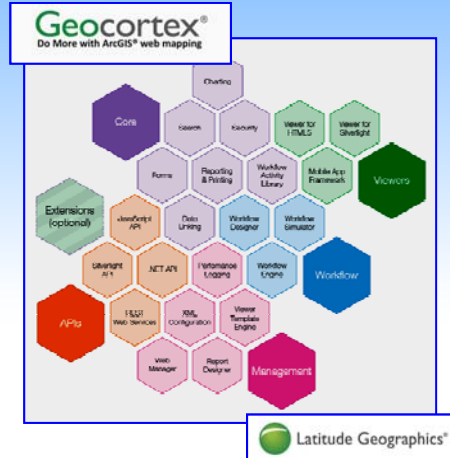 Geocortex®
Do More with ArcGIS® web mapping
Charting
Core
Search
Security
Viewer for
HTML5
Viewer for
Silverlight
Forms
Reporting
& Printing
Workflow
Activity
Library
Mobile App
Framework
Viewers
Extensions
(optional)
JavaScript
API
Data
Linking
Workflow
Designer
Workflow
Simulator
Silverlight
API
.NET API
Performance
Logging
Workflow
Engine
Workflow
APIs
REST
Web Services
XML
Configuration
Viewer
Template
Engine
Web
Manager
Report
Designer
Management
Latitude Geographics®